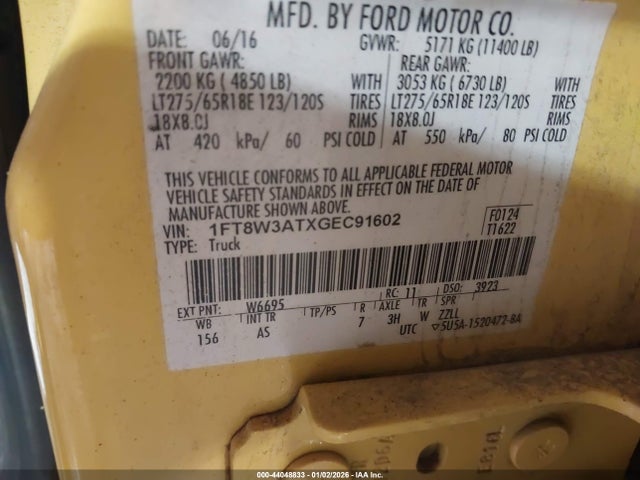 MFD. BY FORD MOTOR CO.
DATE: 06/16 GVWR: 5171 KG (11400 LB)
FRONT GAWR: REAR GAWR:
2200 KG ( 4850 LB) WITH 3053 KG ( 6730 LB) WITH
LT275/65R18E 123/120S TIRES LT275/65R18E 123/120S TIRES
18X8.0J RIMS 18X8.0J RIMS
AT 420 kPa/ 60 PSI COLD AT 550 kPa/ 80 PSI COLD
THIS VEHICLE CONFORMS TO ALL APPLICABLE FEDERAL MOTOR
VEHICLE SAFETY STANDARDS IN EFFECT ON THE DATE OF
MANUFACTURE SHOWN ABOVE.
VIN: 1FT8W3ATXGEC91602 F0124
TYPE: Truck T1622
EXT PNT: W6695 RC: 11 DSO: 3923
WB INT TR TP/PS R AXLE TR SPR
156 AS 7 3H W ZZLL
UTC ▽5U5A-1520472-BA
000-44048833 - 01/02/2026 - Copyright IAA, Inc.